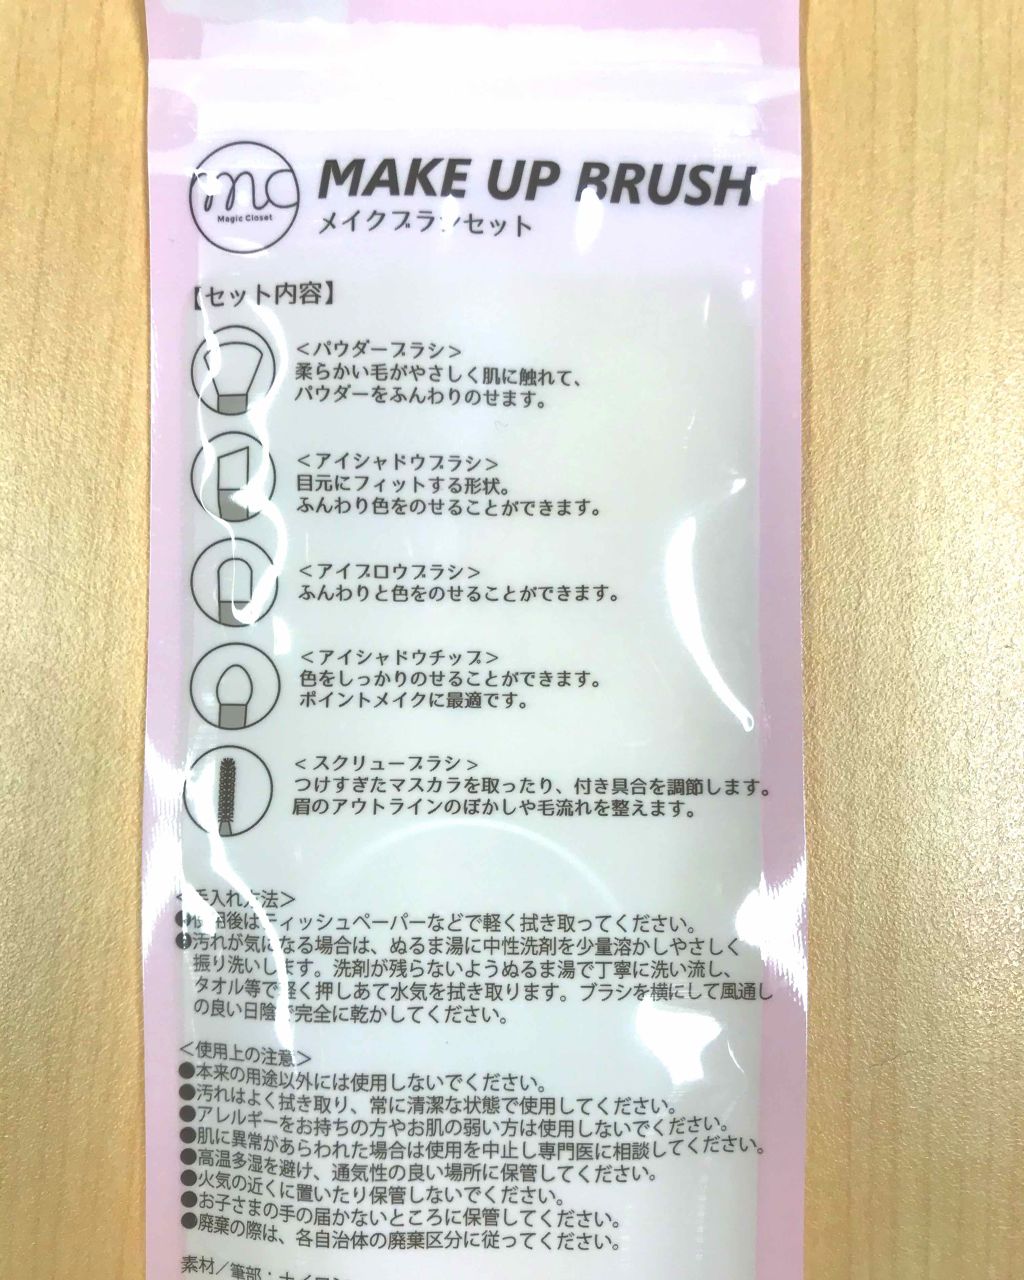 mc
Magic Closet
MAKE UP BRUSH
メイクブラシセット
【セット内容】
＜パウダーブラシ＞
柔らかい毛がやさしく肌に触れて、
パウダーをふんわりのせます。
＜アイシャドウブラシ＞
目元にフィットする形状。
ふんわり色をのせることができます。
＜アイブロウブラシ＞
ふんわりと色をのせることができます。
＜アイシャドウチップ＞
色をしっかりのせることができます。
ポイントメイクに最適です。
＜スクリューブラシ＞
つけすぎたマスカラを取ったり、付き具合を調節します。
眉のアウトラインのぼかしや毛流れを整えます。
＜手入れ方法＞
●使用後はティッシュペーパーなどで軽く拭き取ってください。
●汚れが気になる場合は、ぬるま湯に中性洗剤を少量溶かしやさしく
振り洗いします。洗剤が残らないようぬるま湯で丁寧に洗い流し、
タオル等で軽く押しあて水気を拭き取ります。ブラシを横にして風通し
の良い日陰で完全に乾かしてください。
＜使用上の注意＞
●本来の用途以外には使用しないでください。
●汚れはよく拭き取り、常に清潔な状態で使用してください。
●アレルギーをお持ちの方やお肌の弱い方は使用しないでください。
●肌に異常があらわれた場合は使用を中止し専門医に相談してください。
●高温多湿を避け、通気性の良い場所に保管してください。
●火気の近くに置いたり保管しないでください。
●お子さまの手の届かないところに保管してください。
●廃棄の際は、各自治体の廃棄区分に従ってください。
素材／筆部：ナイロン